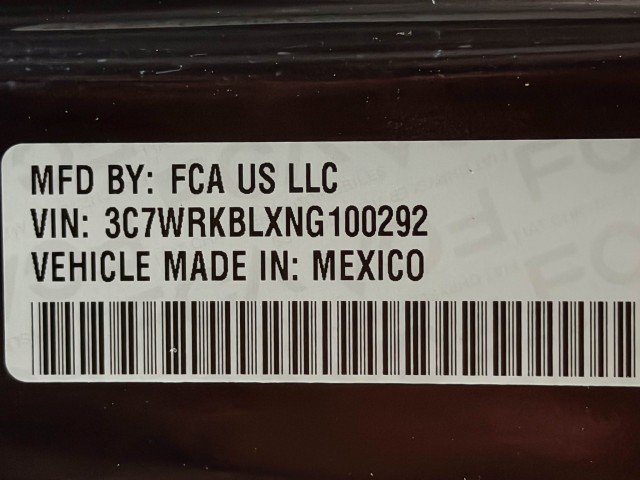 MFD BY: FCA US LLC
VIN: 3C7WRKBLXNG100292
VEHICLE MADE IN: MEXICO